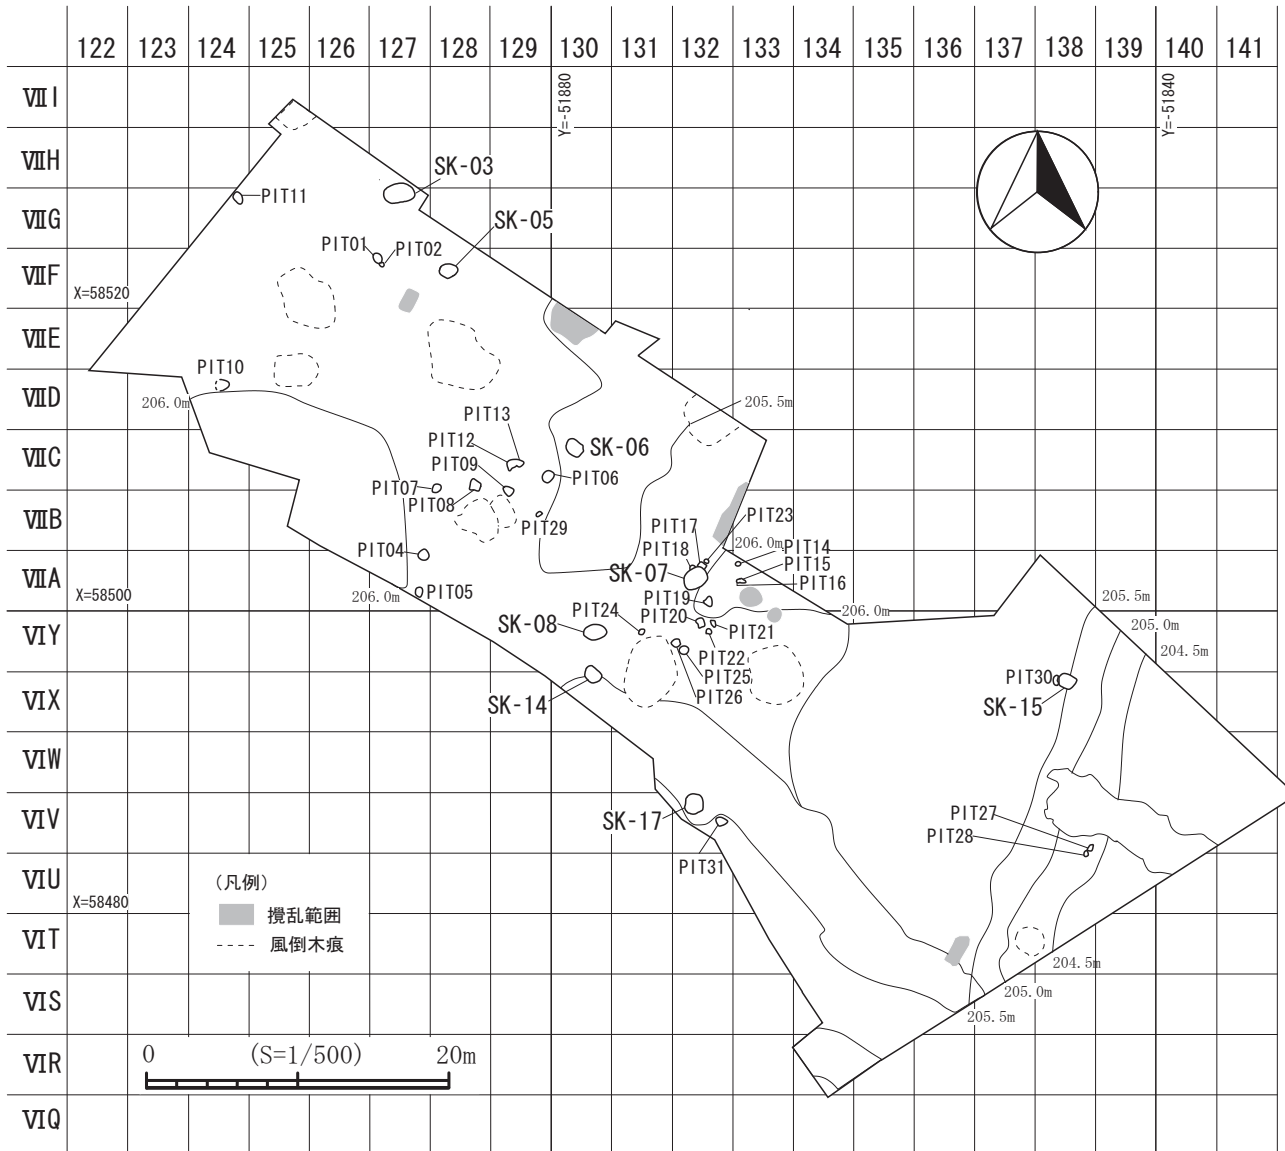 122 123 124 125 126 127 128 129 130 131 132 133 134 135 136 137 138 139 140 141
Y=-51880
Y=-51840
ⅦI
ⅦH
SK-03
PIT11
ⅦG
SK-05
PIT01
PIT02
ⅦF
X=58520
ⅦE
PIT10
ⅦD
206.0m
205.5m
PIT13
PIT12
SK-06
ⅦC
PIT09
PIT06
PIT07
PIT08
PIT29
PIT17
PIT23
ⅦB
PIT04
PIT18
206.0m
PIT14
SK-07
PIT15
ⅦA
PIT16
X=58500
206.0m
PIT05
PIT19
205.5m
PIT24
PIT20
206.0m
SK-08
PIT21
205.0m
ⅥY
PIT22
204.5m
PIT25
PIT30
PIT26
SK-14
SK-15
ⅥX
ⅥW
PIT27
ⅥV
SK-17
PIT28
PIT31
ⅥU
(凡例)
X=58480
攪乱範囲
ⅥT
風倒木痕
204.5m
205.0m
ⅥS
205.5m
0 (S=1/500) 20m
ⅥR
ⅥQ